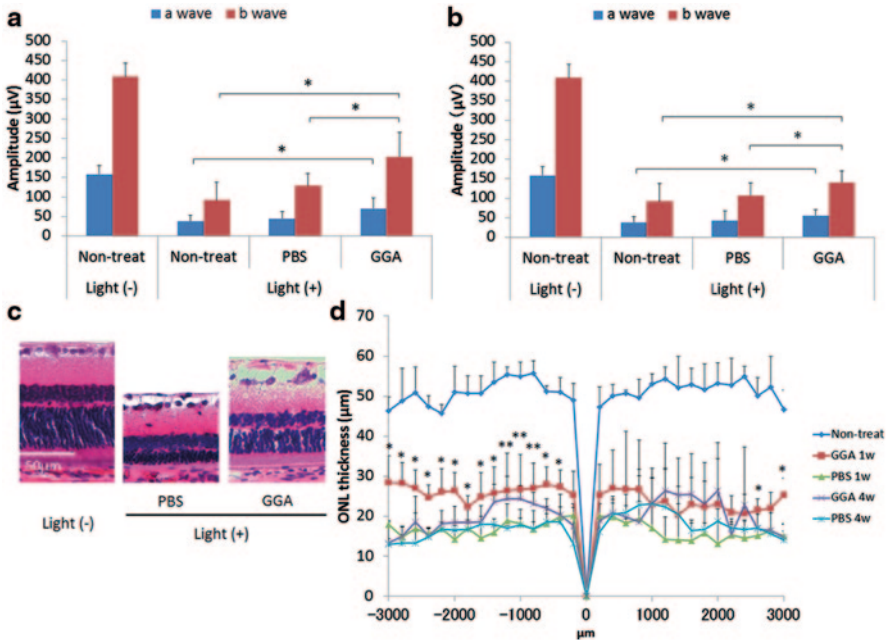 a
a wave b wave
Amplitude (μV)
500
450
400
350
300
250
200
150
100
50
0
*
*
*
Non-treat Non-treat PBS GGA
Light (-) Light (+)
b
a wave b wave
Amplitude (μV)
500
450
400
350
300
250
200
150
100
50
0
*
*
*
Non-treat Non-treat PBS GGA
Light (-) Light (+)
c
50μm
PBS GGA
Light (-) Light (+)
d
ONL thickness (μm)
70
60
50
40
30
20
10
0
* * * * * * * * * ** ** ** * * * *
−3000 −2000 −1000 0 1000 2000 3000
μm
Non-treat
GGA 1w
PBS 1w
GGA 4w
PBS 4w